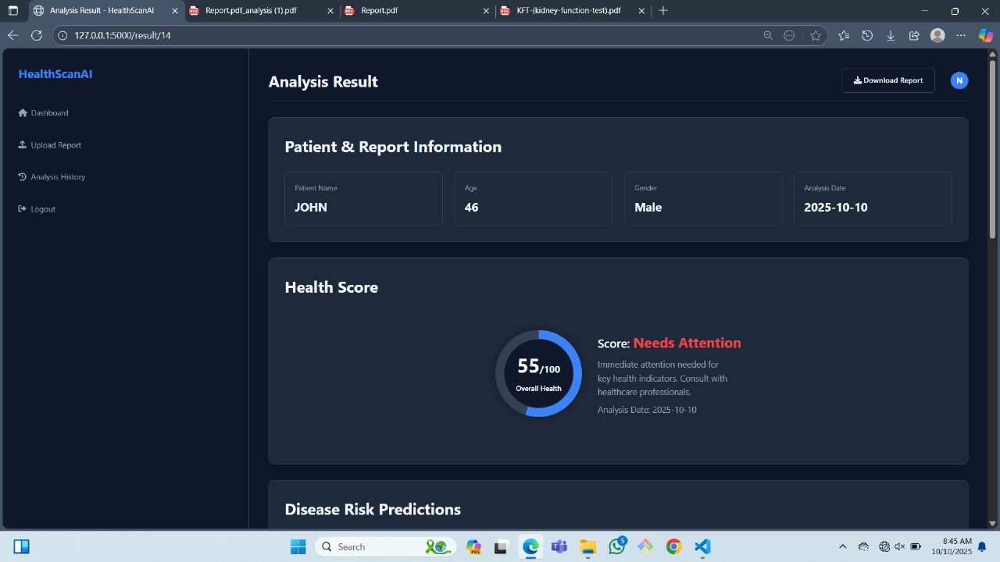 Analysis Result - HealthScanAI
Report.pdf_analysis (1).pdf
Report.pdf
KFT-(kidney-function-test).pdf
127.0.0.1:5000/result/14
HealthScanAI
Dashboard
Upload Report
Analysis History
Logout
Analysis Result
Download Report
N
Patient & Report Information
Patient Name
JOHN
Age
46
Gender
Male
Analysis Date
2025-10-10
Health Score
55/100
Overall Health
Score: Needs Attention
Immediate attention needed for
key health indicators. Consult with
healthcare professionals.
Analysis Date: 2025-10-10
Disease Risk Predictions
Search
PRE
5
8:45 AM
10/10/2025